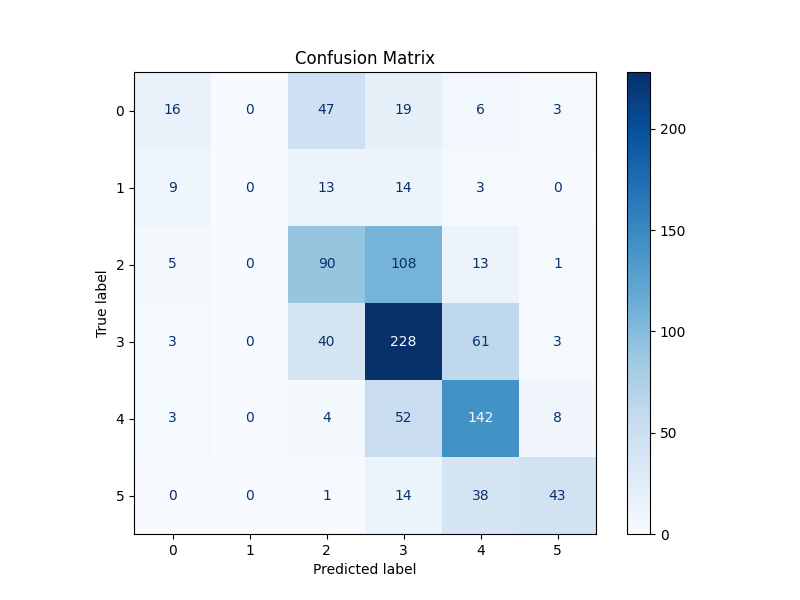 Confusion Matrix
0 16 0 47 19 6 3
1 9 0 13 14 3 0
2 5 0 90 108 13 1
3 3 0 40 228 61 3
4 3 0 4 52 142 8
5 0 0 1 14 38 43
0 1 2 3 4 5
Predicted label
True label
200
150
100
50
0